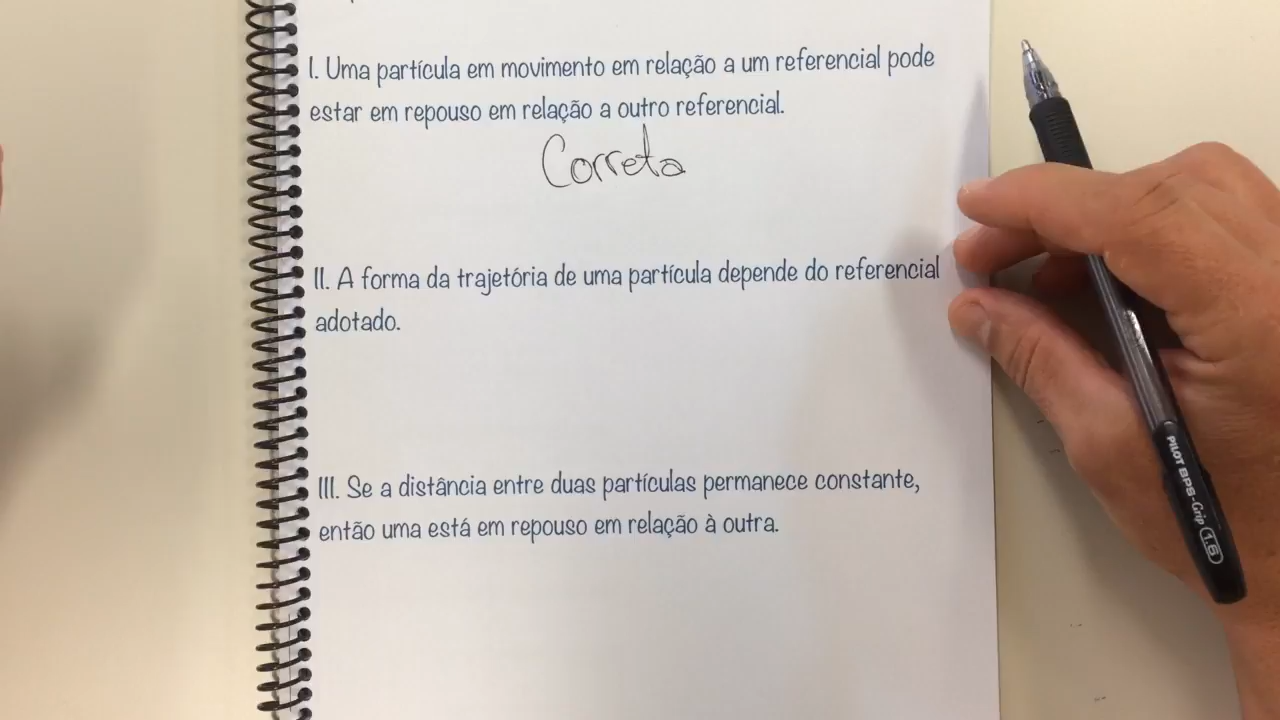 I. Uma partícula em movimento em relação a um referencial pode
estar em repouso em relação a outro referencial.
Correta
II. A forma da trajetória de uma partícula depende do referencial
adotado.
III. Se a distância entre duas partículas permanece constante,
então uma está em repouso em relação à outra.
PILOT BPS-Grip 1.6